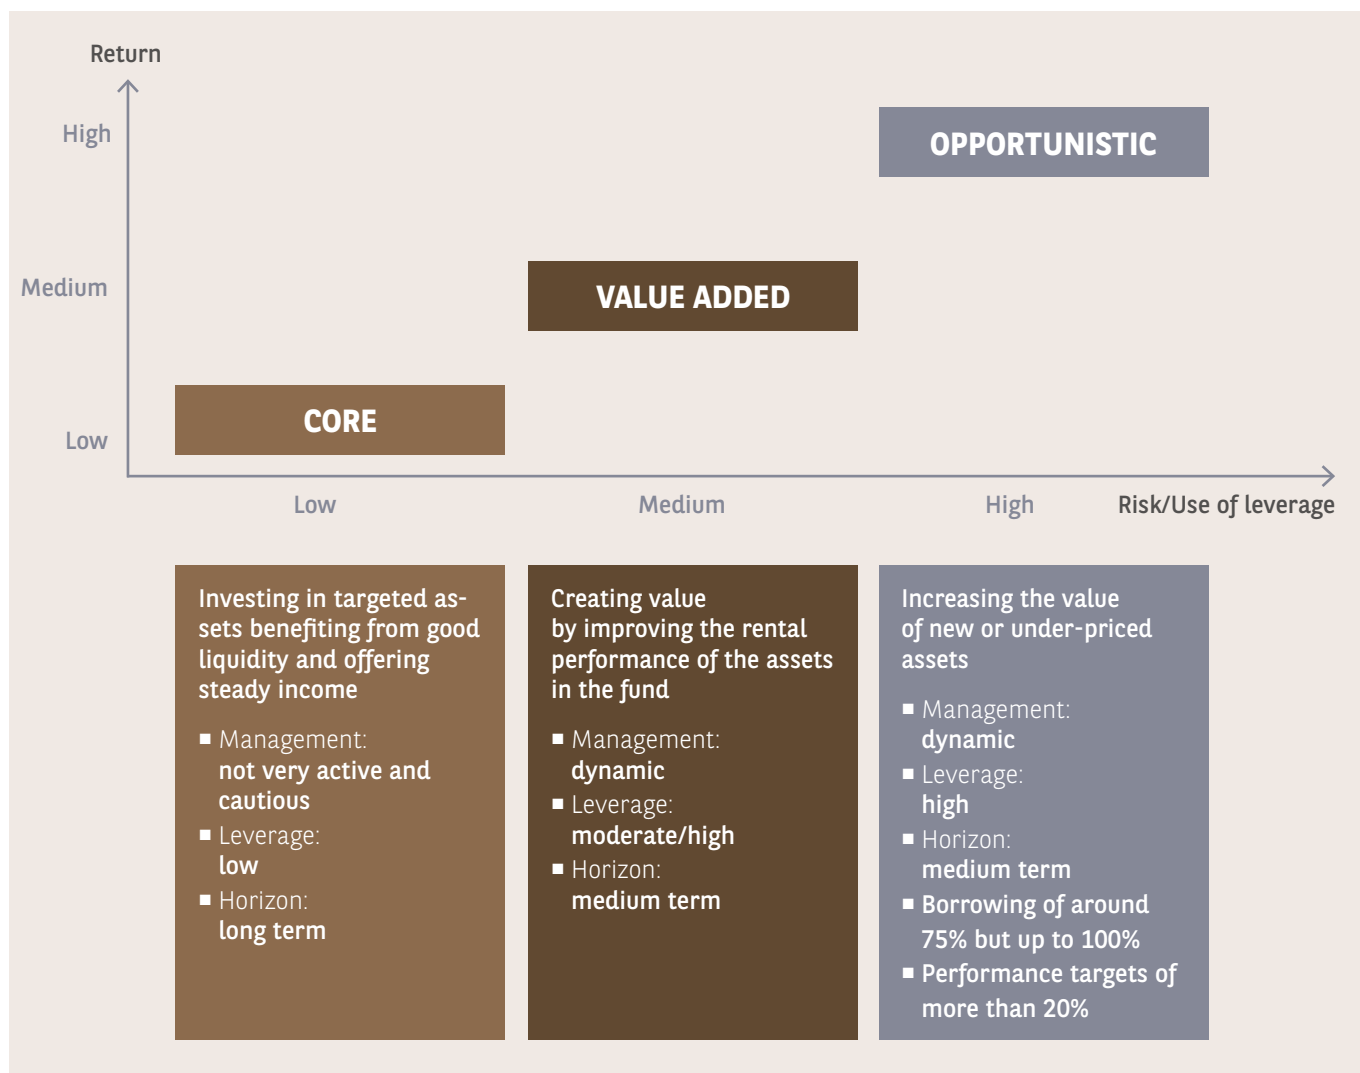 Return
High
OPPORTUNISTIC
Medium
VALUE ADDED
CORE
Low
Low
Medium
High
Risk/Use of leverage
Investing in targeted as-
sets benefiting from good
liquidity and offering
steady income
■ Management:
not very active and
cautious
■ Leverage:
low
■ Horizon:
long term
Creating value
by improving the rental
performance of the assets
in the fund
■ Management:
dynamic
■ Leverage:
moderate/high
■ Horizon:
medium term
Increasing the value
of new or under-priced
assets
■ Management:
dynamic
■ Leverage:
high
■ Horizon:
medium term
■ Borrowing of around
75% but up to 100%
■ Performance targets of
more than 20%